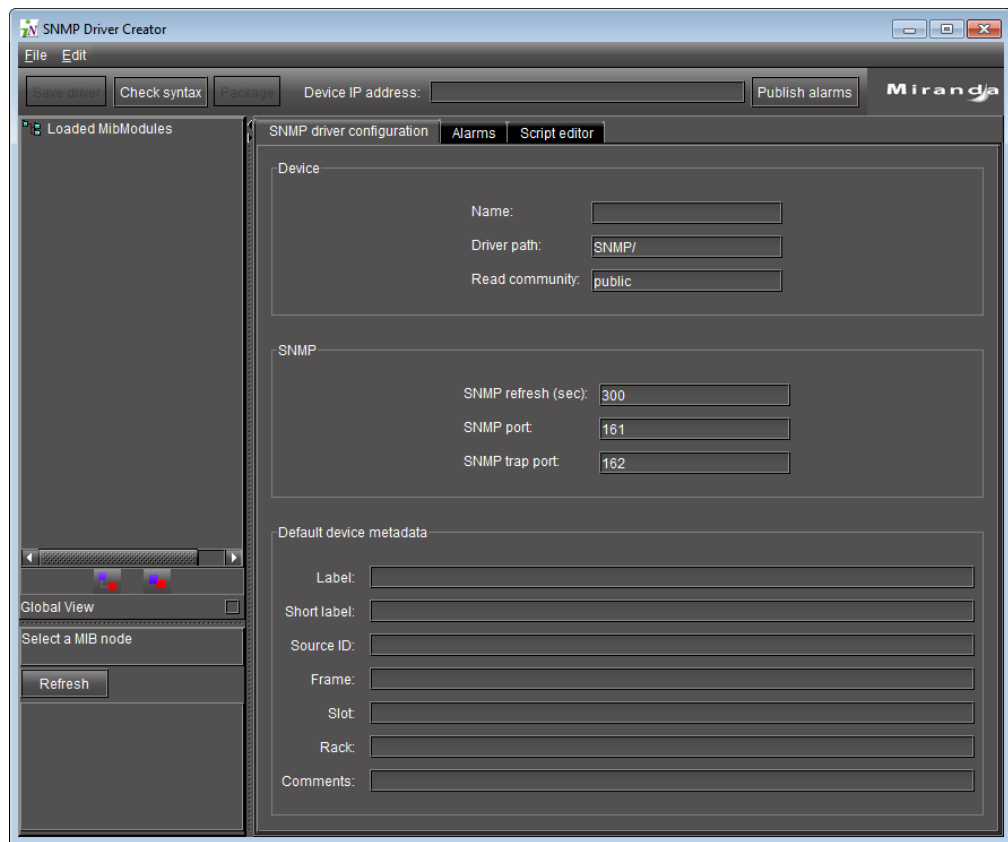 SNMP Driver Creator
File Edit
Save driver Check syntax Package Device IP address: Publish alarms Miranda
Loaded MibModules
SNMP driver configuration Alarms Script editor
Device
Name:
Driver path: SNMP/
Read community: public
SNMP
SNMP refresh (sec): 300
SNMP port: 161
SNMP trap port: 162
Default device metadata
Label:
Short label:
Source ID:
Frame:
Slot:
Rack:
Comments:
Global View
Select a MIB node
Refresh